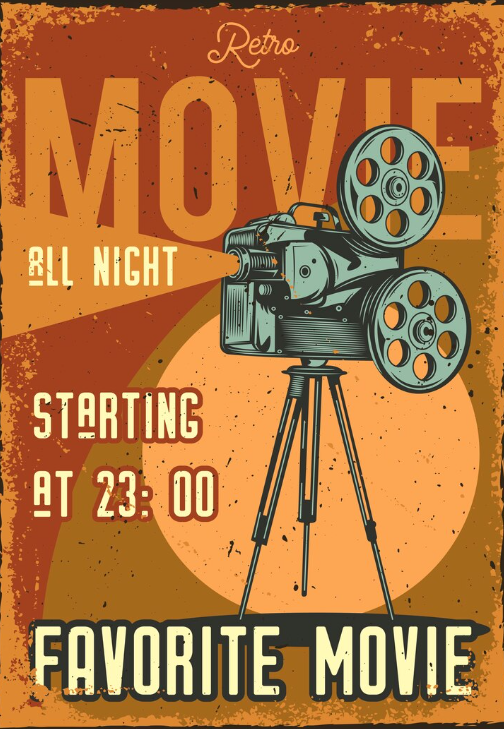 Retro
MOVIE
ALL NIGHT
STARTING
AT 23: 00
FAVORITE MOVIE